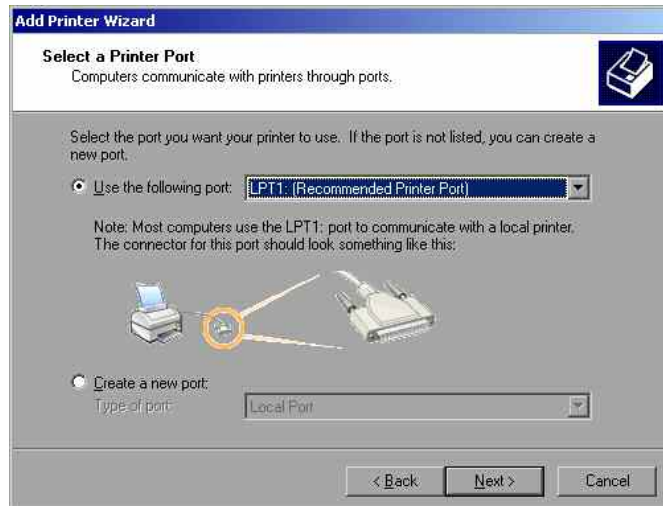 Add Printer Wizard
Select a Printer Port
Computers communicate with printers through ports.
Select the port you want your printer to use.  If the port is not listed, you can create a
new port.
Use the following port:
LPT1: (Recommended Printer Port)
Note: Most computers use the LPT1: port to communicate with a local printer.
The connector for this port should look something like this:
Create a new port:
Type of port:
Local Port
< Back
Next >
Cancel